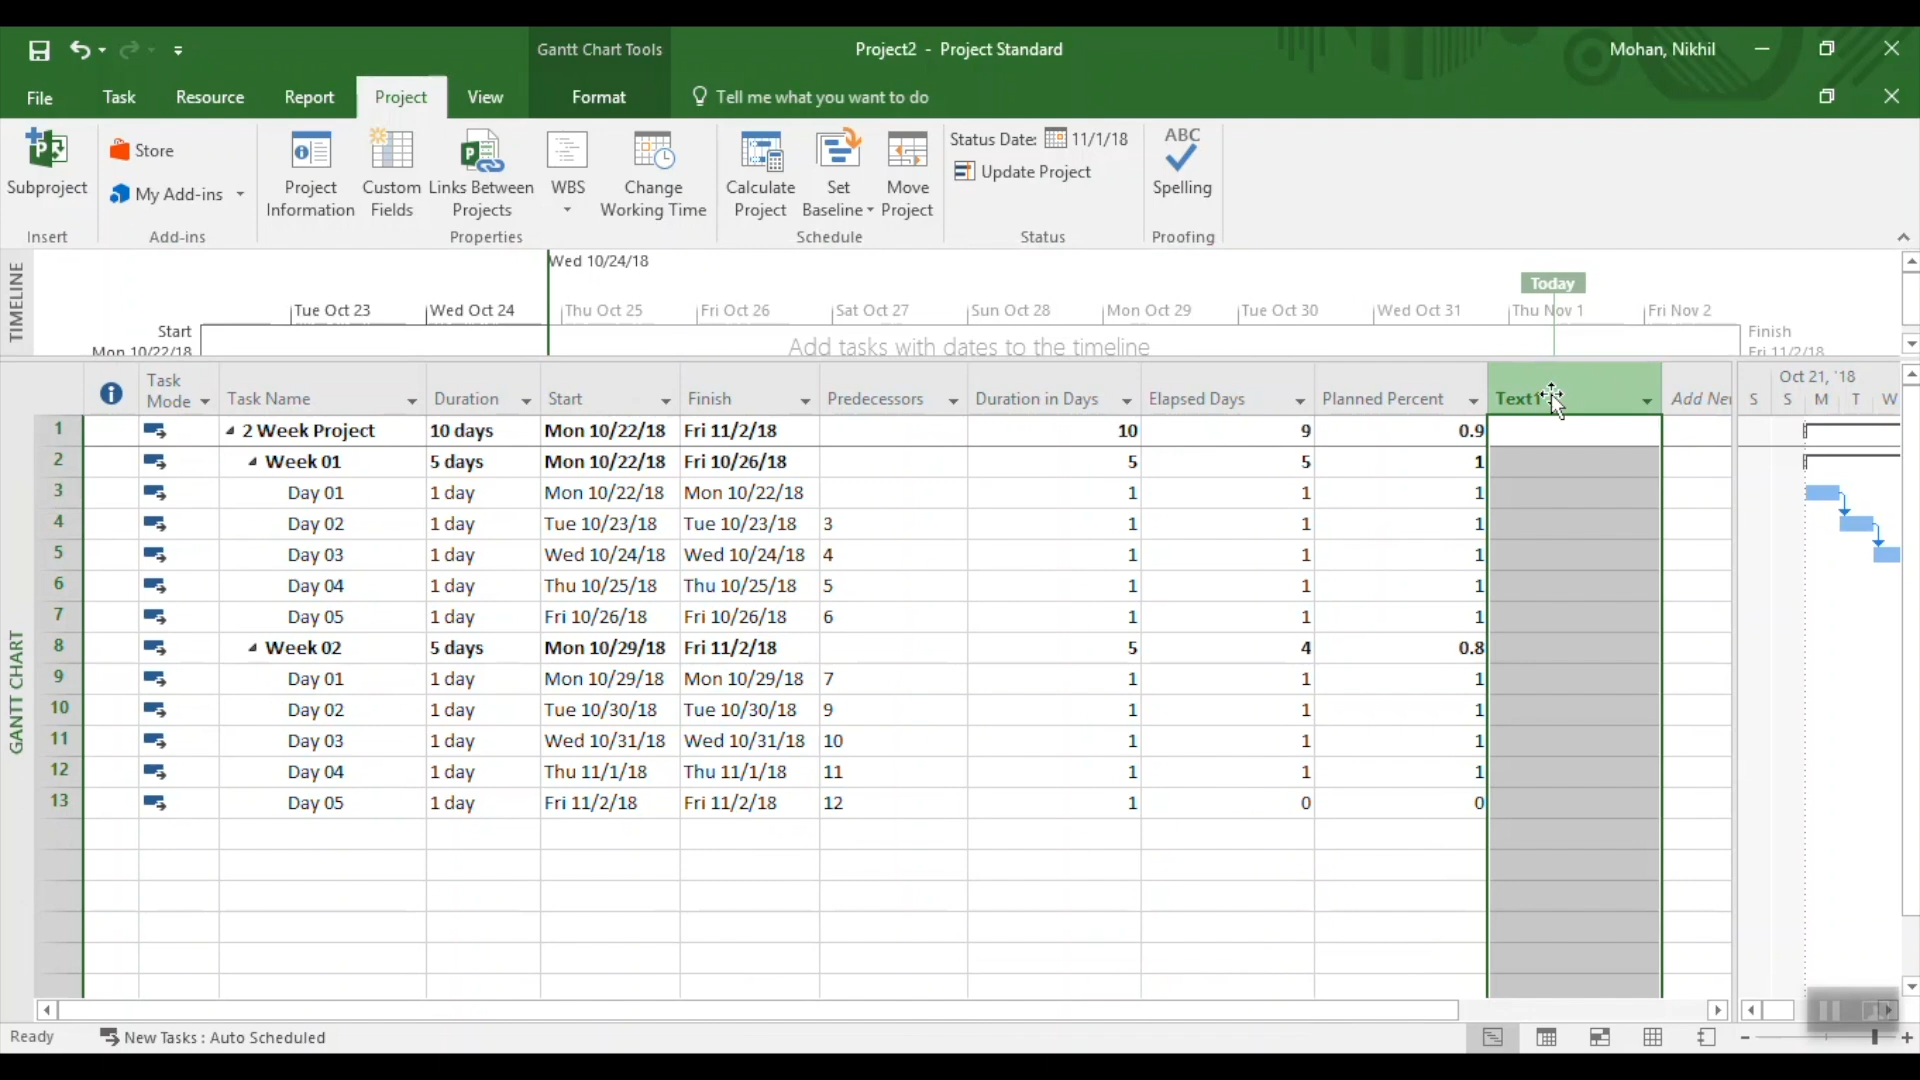 Gantt Chart Tools
Project2 - Project Standard
Mohan, Nikhil
File Task Resource Report Project View Format Tell me what you want to do
Subproject
Store
My Add-ins
Project Information
Custom Fields
Links Between Projects
WBS
Change Working Time
Calculate Project
Set Baseline
Move Project
Status Date: 11/1/18
Update Project
ABC
Spelling
Insert Add-ins Properties Schedule Status Proofing
TIMELINE
Wed 10/24/18
Today
Tue Oct 23 Wed Oct 24 Thu Oct 25 Fri Oct 26 Sat Oct 27 Sun Oct 28 Mon Oct 29 Tue Oct 30 Wed Oct 31 Thu Nov 1 Fri Nov 2
Start
Mon 10/22/18
Add tasks with dates to the timeline
Finish
Fri 11/2/18
GANTT CHART
Task Mode Task Name Duration Start Finish Predecessors Duration in Days Elapsed Days Planned Percent Text1 Add Ne
Oct 21, '18
S S M T W
1 2 Week Project 10 days Mon 10/22/18 Fri 11/2/18 10 9 0.9
2 Week 01 5 days Mon 10/22/18 Fri 10/26/18 5 5 1
3 Day 01 1 day Mon 10/22/18 Mon 10/22/18 1 1 1
4 Day 02 1 day Tue 10/23/18 Tue 10/23/18 3 1 1 1
5 Day 03 1 day Wed 10/24/18 Wed 10/24/18 4 1 1 1
6 Day 04 1 day Thu 10/25/18 Thu 10/25/18 5 1 1 1
7 Day 05 1 day Fri 10/26/18 Fri 10/26/18 6 1 1 1
8 Week 02 5 days Mon 10/29/18 Fri 11/2/18 5 4 0.8
9 Day 01 1 day Mon 10/29/18 Mon 10/29/18 7 1 1 1
10 Day 02 1 day Tue 10/30/18 Tue 10/30/18 9 1 1 1
11 Day 03 1 day Wed 10/31/18 Wed 10/31/18 10 1 1 1
12 Day 04 1 day Thu 11/1/18 Thu 11/1/18 11 1 1 1
13 Day 05 1 day Fri 11/2/18 Fri 11/2/18 12 1 0 0
Ready New Tasks : Auto Scheduled